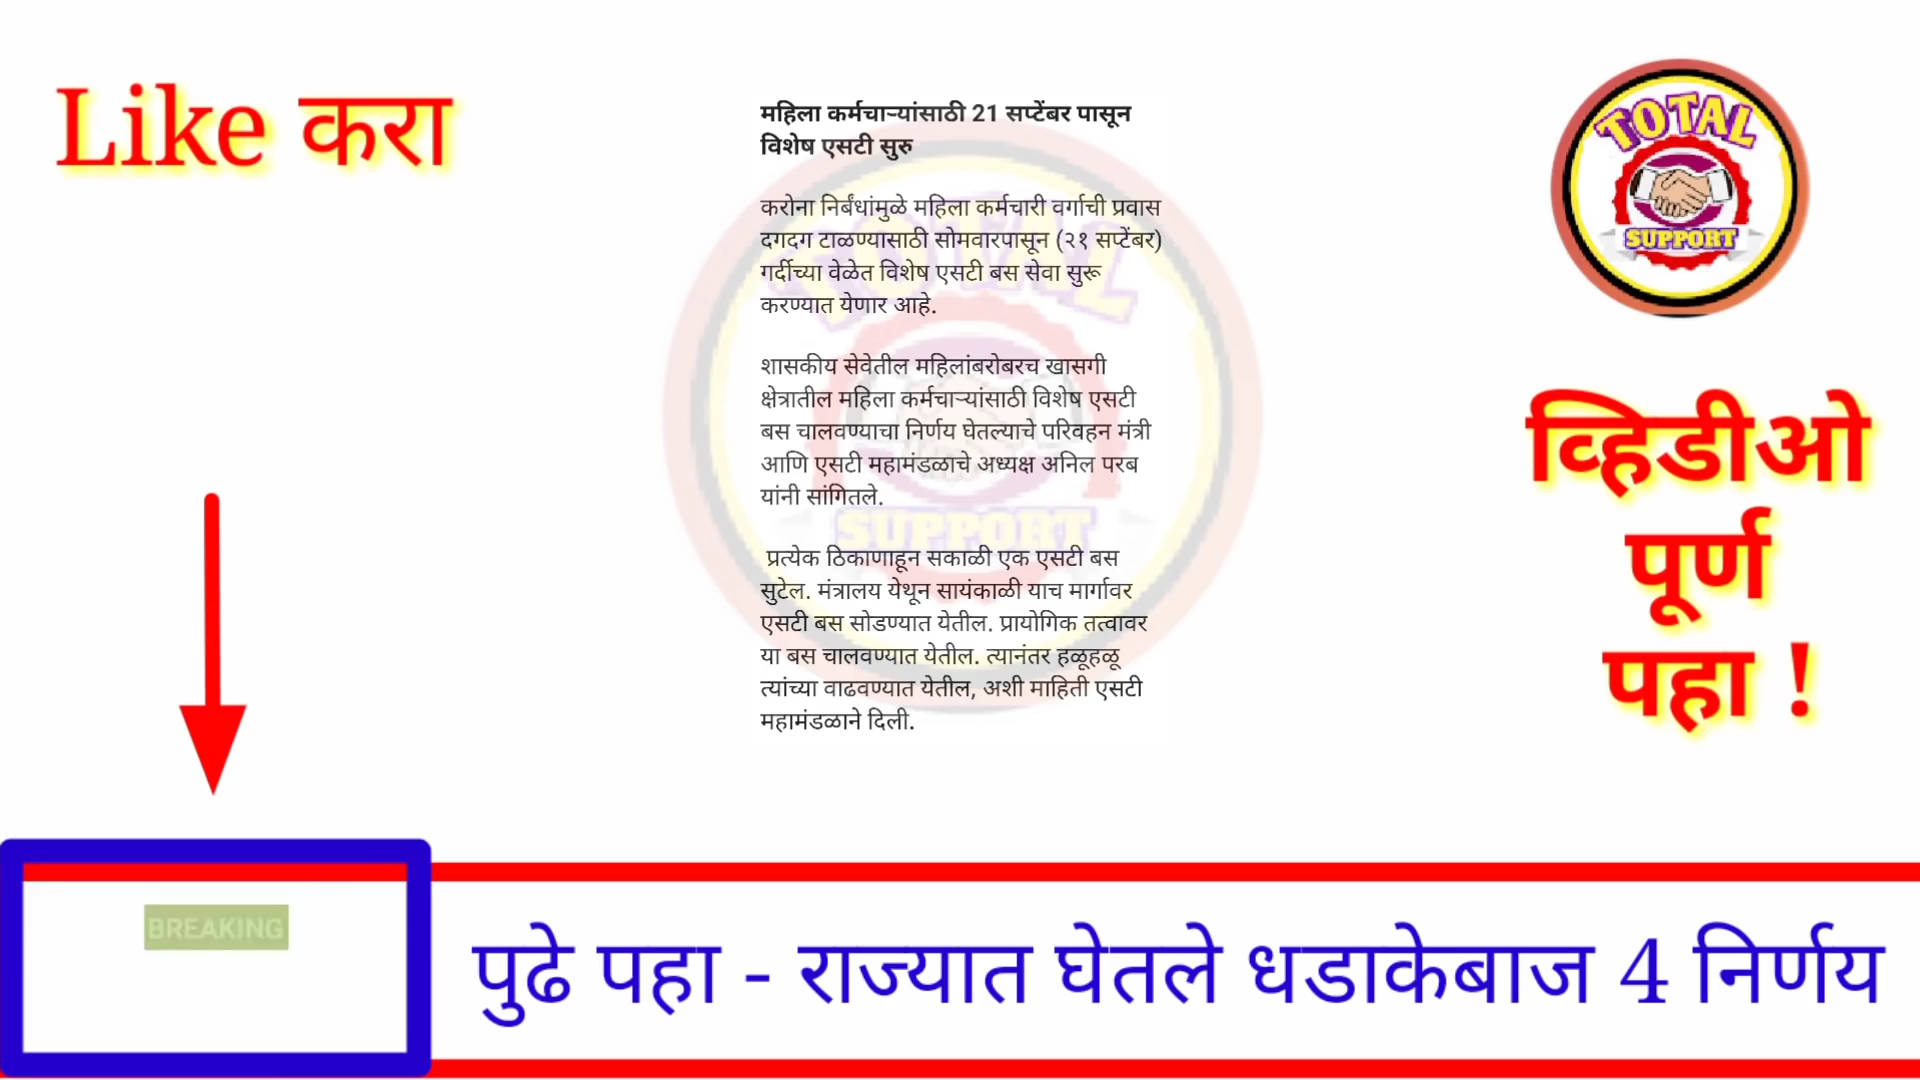 Like करा
महिला कर्मचाऱ्यांसाठी 21 सप्टेंबर पासून
विशेष एसटी सुरु
करोना निर्बंधांमुळे महिला कर्मचारी वर्गाची प्रवास
दगदग टाळण्यासाठी सोमवारपासून (२१ सप्टेंबर)
गर्दीच्या वेळेत विशेष एसटी बस सेवा सुरू
करण्यात येणार आहे.
शासकीय सेवेतील महिलांबरोबरच खासगी
क्षेत्रातील महिला कर्मचाऱ्यांसाठी विशेष एसटी
बस चालवण्याचा निर्णय घेतल्याचे परिवहन मंत्री
आणि एसटी महामंडळाचे अध्यक्ष अनिल परब
यांनी सांगितले.
प्रत्येक ठिकाणाहून सकाळी एक एसटी बस
सुटेल. मंत्रालय येथून सायंकाळी याच मार्गावर
एसटी बस सोडण्यात येतील. प्रायोगिक तत्वावर
या बस चालवण्यात येतील. त्यानंतर हळूहळू
त्यांच्या वाढवण्यात येतील, अशी माहिती एसटी
महामंडळाने दिली.
TOTAL
SUPPORT
TOTAL
SUPPORT
व्हिडीओ
पूर्ण
पहा !
BREAKING
पुढे पहा - राज्यात घेतले धडाकेबाज 4 निर्णय